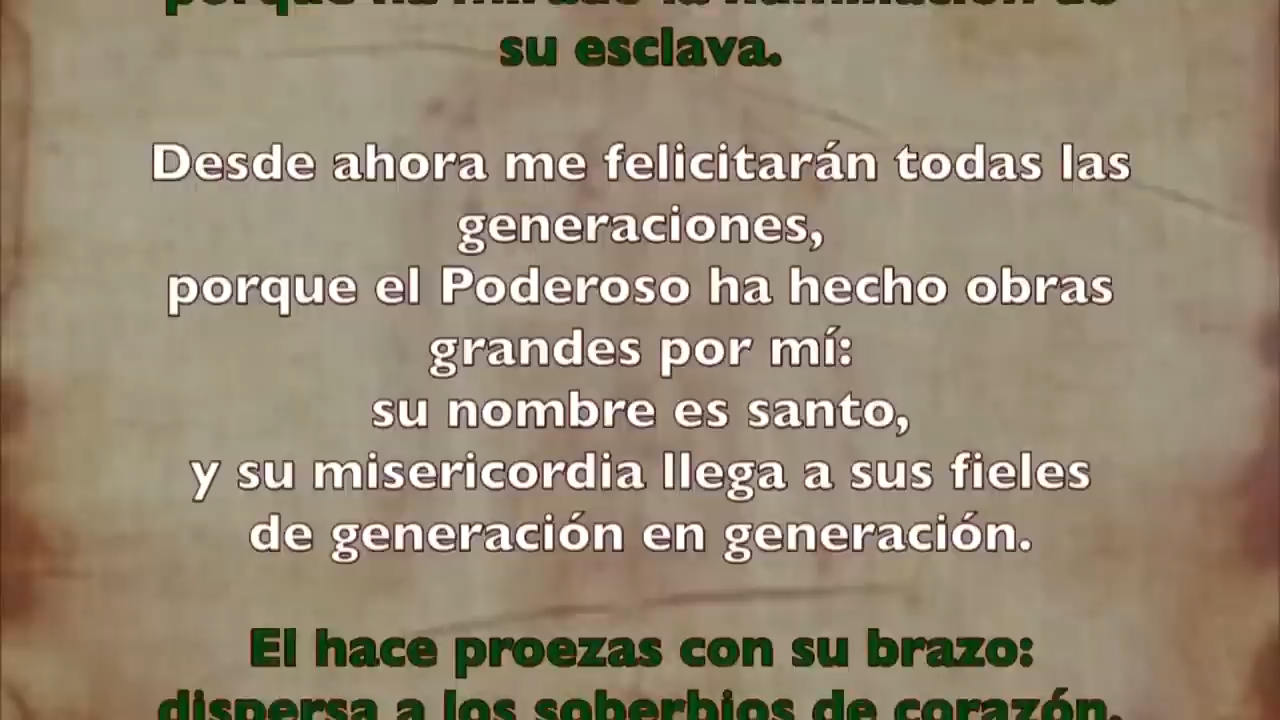 porque ha mirado la humillación de
su esclava.
Desde ahora me felicitarán todas las
generaciones,
porque el Poderoso ha hecho obras
grandes por mí:
su nombre es santo,
y su misericordia llega a sus fieles
de generación en generación.
El hace proezas con su brazo:
dispersa a los soberbios de corazón,